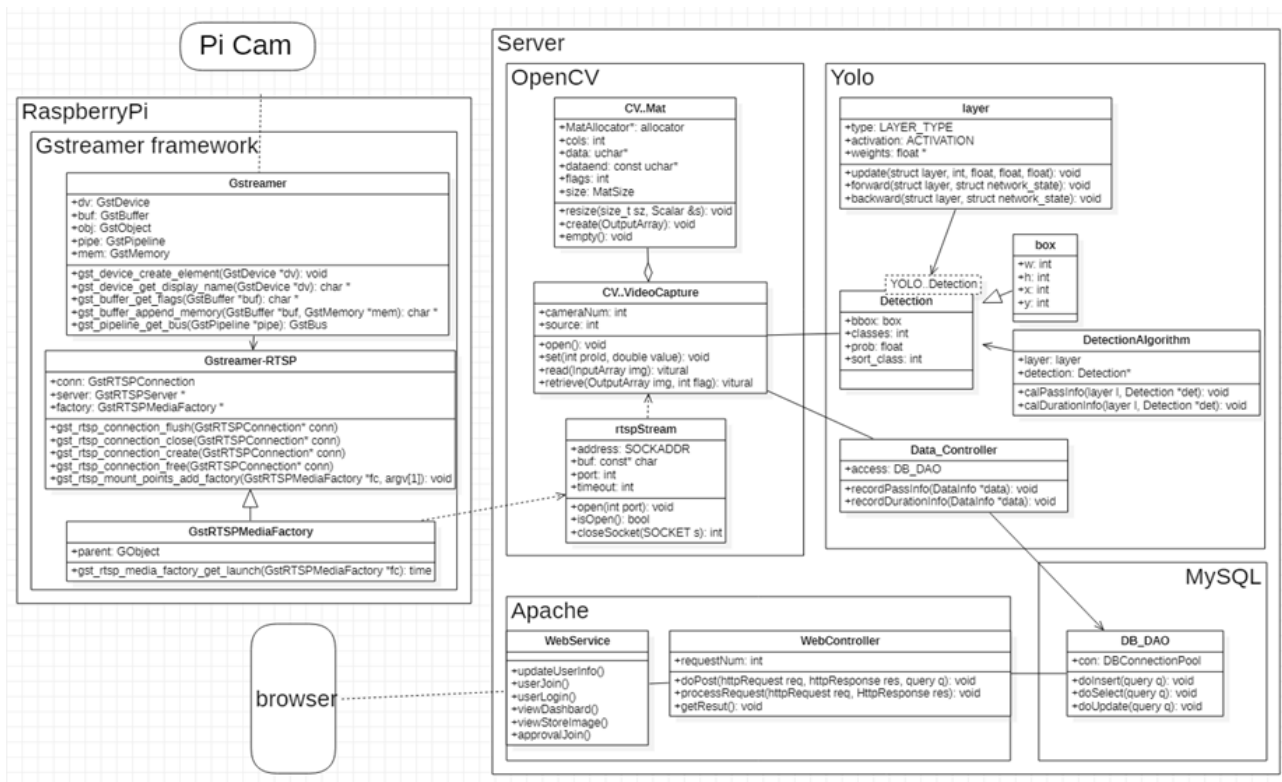 Pi Cam
RaspberryPi
Gstreamer framework
Gstreamer
+dv: GstDevice
+buf: GstBuffer
+obj: GstObject
+pipe: GstPipeline
+mem: GstMemory
+gst_device_create_element(GstDevice *dv): void
+gst_device_get_display_name(GstDevice *dv): char *
+gst_buffer_get_flags(GstBuffer *buf): char *
+gst_buffer_append_memory(GstBuffer *buf, GstMemory *mem): char *
+gst_pipeline_get_bus(GstPipeline *pipe): GstBus
Gstreamer-RTSP
+conn: GstRTSPConnection
+server: GstRTSPServer *
+factory: GstRTSPMediaFactory *
+gst_rtsp_connection_flush(GstRTSPConnection* conn)
+gst_rtsp_connection_close(GstRTSPConnection* conn)
+gst_rtsp_connection_create(GstRTSPConnection* conn)
+gst_rtsp_connection_free(GstRTSPConnection* conn)
+gst_rtsp_mount_points_add_factory(GstRTSPMediaFactory *fc, argv[1]): void
GstRTSPMediaFactory
+parent: GObject
+gst_rtsp_media_factory_get_launch(GstRTSPMediaFactory *fc): time
browser
Server
OpenCV
CV..Mat
+MatAllocator*: allocator
+cols: int
+data: uchar*
+dataend: const uchar*
+flags: int
+size: MatSize
+resize(size_t sz, Scalar &s): void
+create(OutputArray): void
+empty(): void
CV..VideoCapture
+cameraNum: int
+source: int
+open(): void
+set(int proId, double value): void
+read(InputArray img): vitural
+retrieve(OutputArray img, int flag): vitural
rtspStream
+address: SOCKADDR
+buf: const* char
+port: int
+timeout: int
+open(int port): void
+isOpen(): bool
+closeSocket(SOCKET s): int
Yolo
layer
+type: LAYER_TYPE
+activation: ACTIVATION
+weights: float *
+update(struct layer, int, float, float, float): void
+forward(struct layer, struct network_state): void
+backward(struct layer, struct network_state): void
box
+w: int
+h: int
+x: int
+y: int
YOLO..Detection
Detection
+bbox: box
+classes: int
+prob: float
+sort_class: int
DetectionAlgorithm
+layer: layer
+detection: Detection*
+calPassInfo(layer l, Detection *det): void
+calDurationInfo(layer l, Detection *det): void
Data_Controller
+access: DB_DAO
+recordPassInfo(DataInfo *data): void
+recordDurationInfo(DataInfo *data): void
Apache
WebService
+updateUserInfo()
+userJoin()
+userLogin()
+viewDashbard()
+viewStoreImage()
+approvalJoin()
WebController
+requestNum: int
+doPost(httpRequest req, httpResponse res, query q): void
+processRequest(httpRequest req, HttpResponse res): void
+getResut(): void
MySQL
DB_DAO
+con: DBConnectionPool
+doInsert(query q): void
+doSelect(query q): void
+doUpdate(query q): void